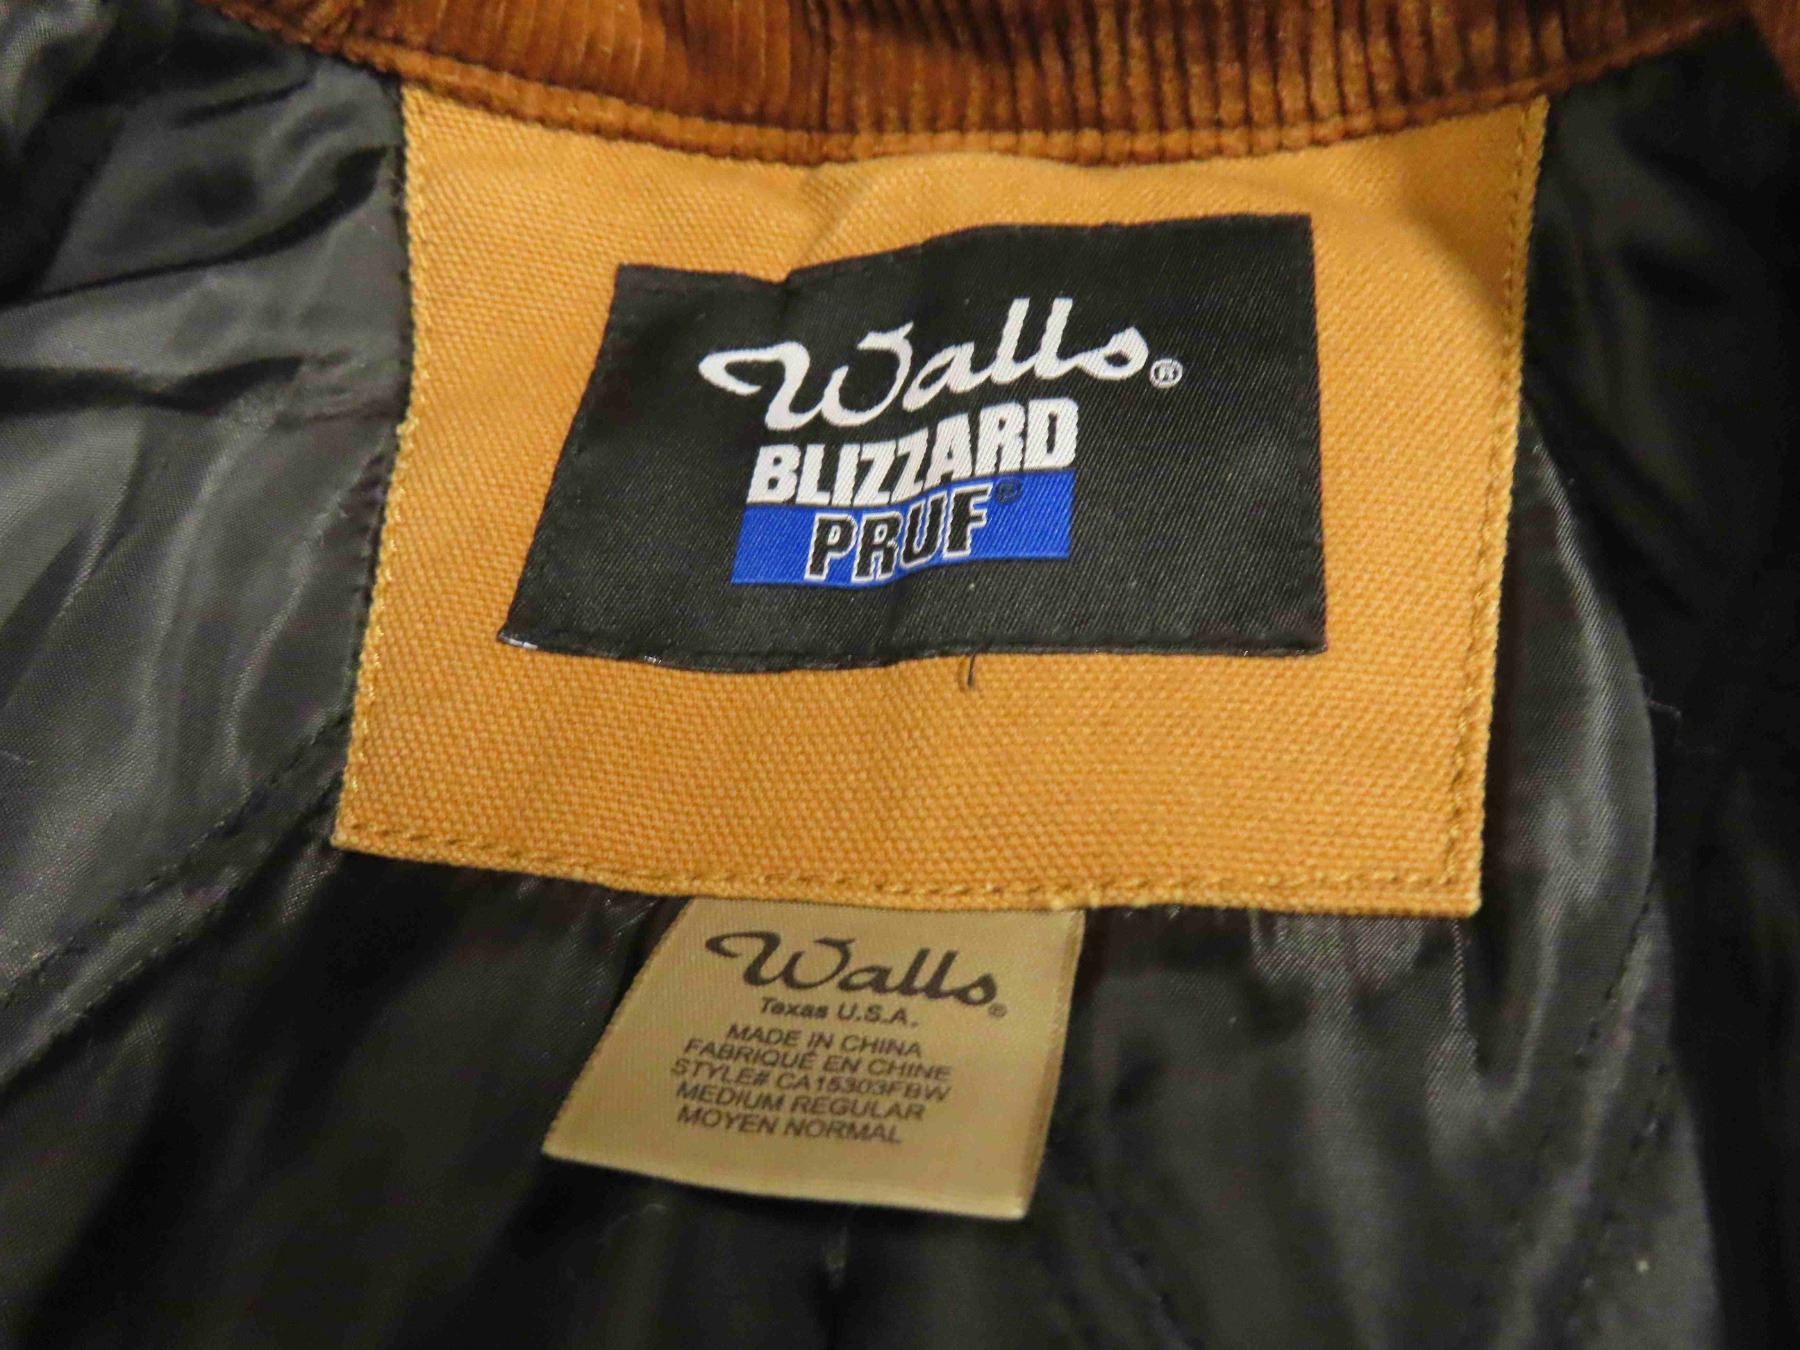 Walls®
BLIZZARD
PRUF®
Walls®
Texas U.S.A.
MADE IN CHINA
FABRIQUÉ EN CHINE
STYLE# CA15303FBW
MEDIUM REGULAR
MOYEN NORMAL